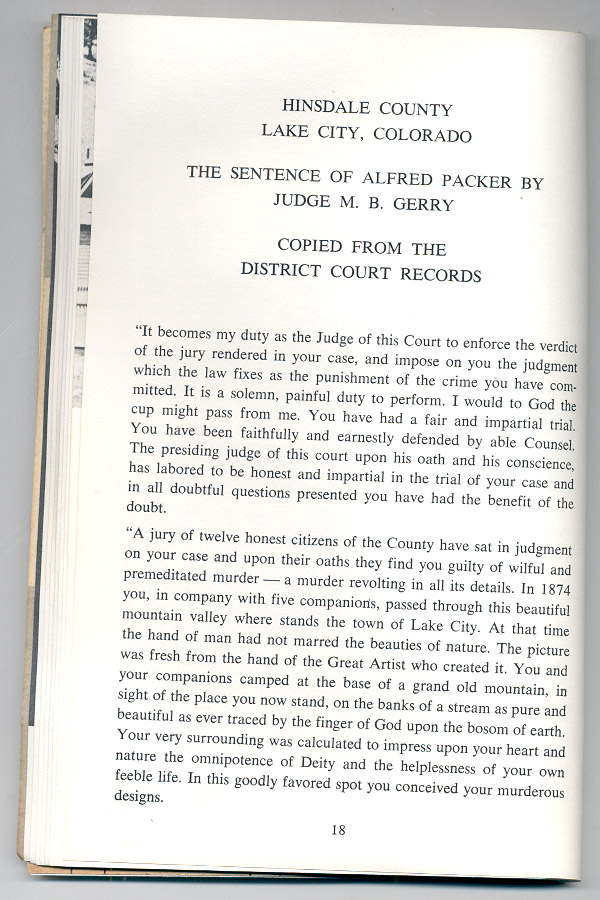 HINSDALE COUNTY
LAKE CITY, COLORADO
THE SENTENCE OF ALFRED PACKER BY
JUDGE M. B. GERRY
COPIED FROM THE
DISTRICT COURT RECORDS
“It becomes my duty as the Judge of this Court to enforce the verdict
of the jury rendered in your case, and impose on you the judgment
which the law fixes as the punishment of the crime you have com-
mitted. It is a solemn, painful duty to perform. I would to God the
cup might pass from me. You have had a fair and impartial trial.
You have been faithfully and earnestly defended by able Counsel.
The presiding judge of this court upon his oath and his conscience,
has labored to be honest and impartial in the trial of your case and
in all doubtful questions presented you have had the benefit of the
doubt.
“A jury of twelve honest citizens of the County have sat in judgment
on your case and upon their oaths they find you guilty of wilful and
premeditated murder — a murder revolting in all its details. In 1874
you, in company with five companions, passed through this beautiful
mountain valley where stands the town of Lake City. At that time
the hand of man had not marred the beauties of nature. The picture
was fresh from the hand of the Great Artist who created it. You and
your companions camped at the base of a grand old mountain, in
sight of the place you now stand, on the banks of a stream as pure and
beautiful as ever traced by the finger of God upon the bosom of earth.
Your very surrounding was calculated to impress upon your heart and
nature the omnipotence of Deity and the helplessness of your own
feeble life. In this goodly favored spot you conceived your murderous
designs.
18